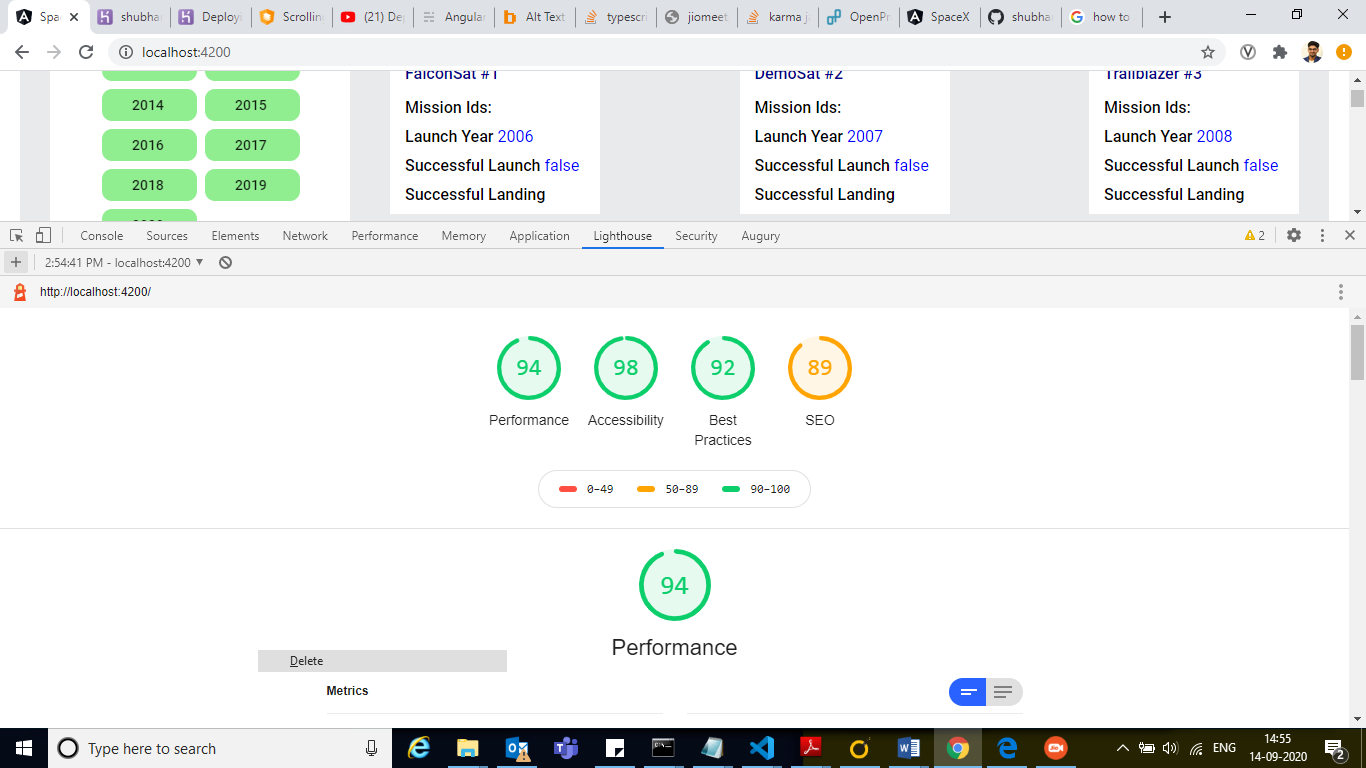 Spa
shubha
Deployi
Scrollin
(21) De
Angular
Alt Text
typescr
jiomeet
karma j
OpenPr
SpaceX
shubha
how to
localhost:4200
FalconSat #1
DemoSat #2
Trailblazer #3
2014
2015
Mission Ids:
Mission Ids:
Mission Ids:
2016
2017
Launch Year 2006
Launch Year 2007
Launch Year 2008
2018
2019
Successful Launch false
Successful Launch false
Successful Launch false
Successful Landing
Successful Landing
Successful Landing
Console Sources Elements Network Performance Memory Application Lighthouse Security Augury 2
2:54:41 PM - localhost:4200
http://localhost:4200/
94
98
92
89
Performance
Accessibility
Best
Practices
SEO
0–49
50–89
90–100
94
Performance
Delete
Metrics
Type here to search
ENG
14:55
14-09-2020
2